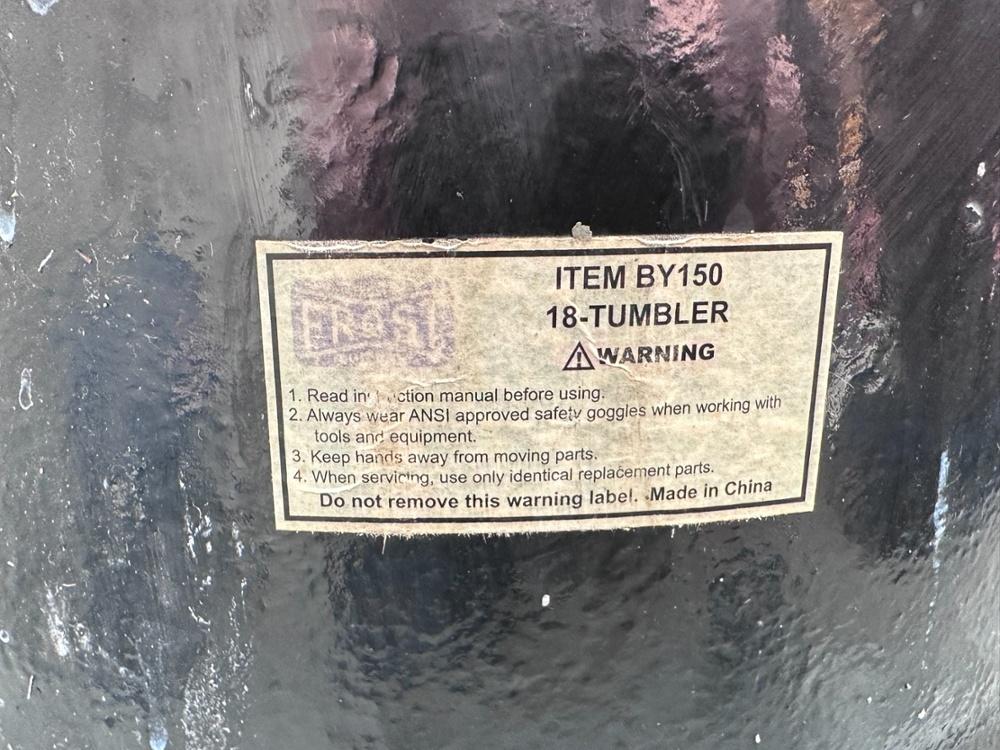 FROST
ITEM BY150
18-TUMBLER
WARNING
1. Read manual before using.
2. Always wear ANSI approved safety goggles when working with
tools and equipment.
3. Keep hands away from moving parts.
4. When servicing, use only identical replacement parts.
Do not remove this warning label. Made in China